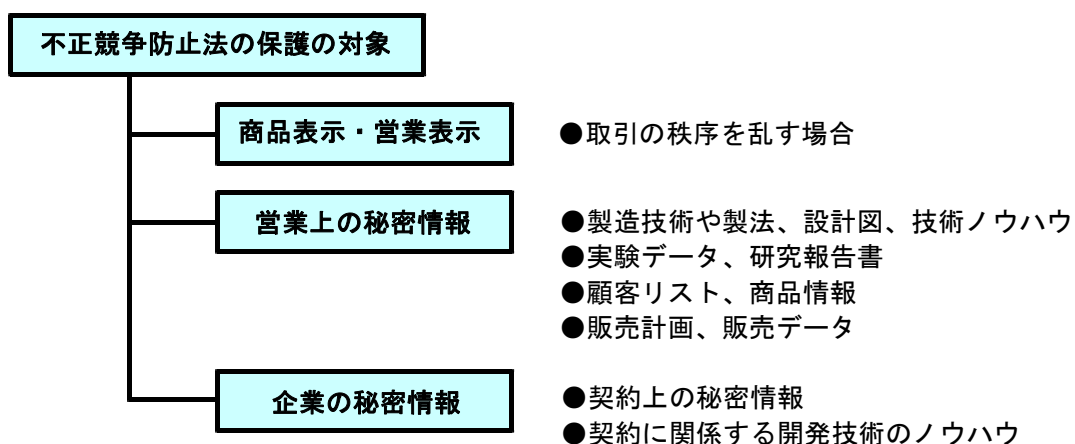 不正競争防止法の保護の対象
商品表示・営業表示
●取引の秩序を乱す場合
営業上の秘密情報
●製造技術や製法、設計図、技術ノウハウ
●実験データ、研究報告書
●顧客リスト、商品情報
●販売計画、販売データ
企業の秘密情報
●契約上の秘密情報
●契約に関係する開発技術のノウハウ